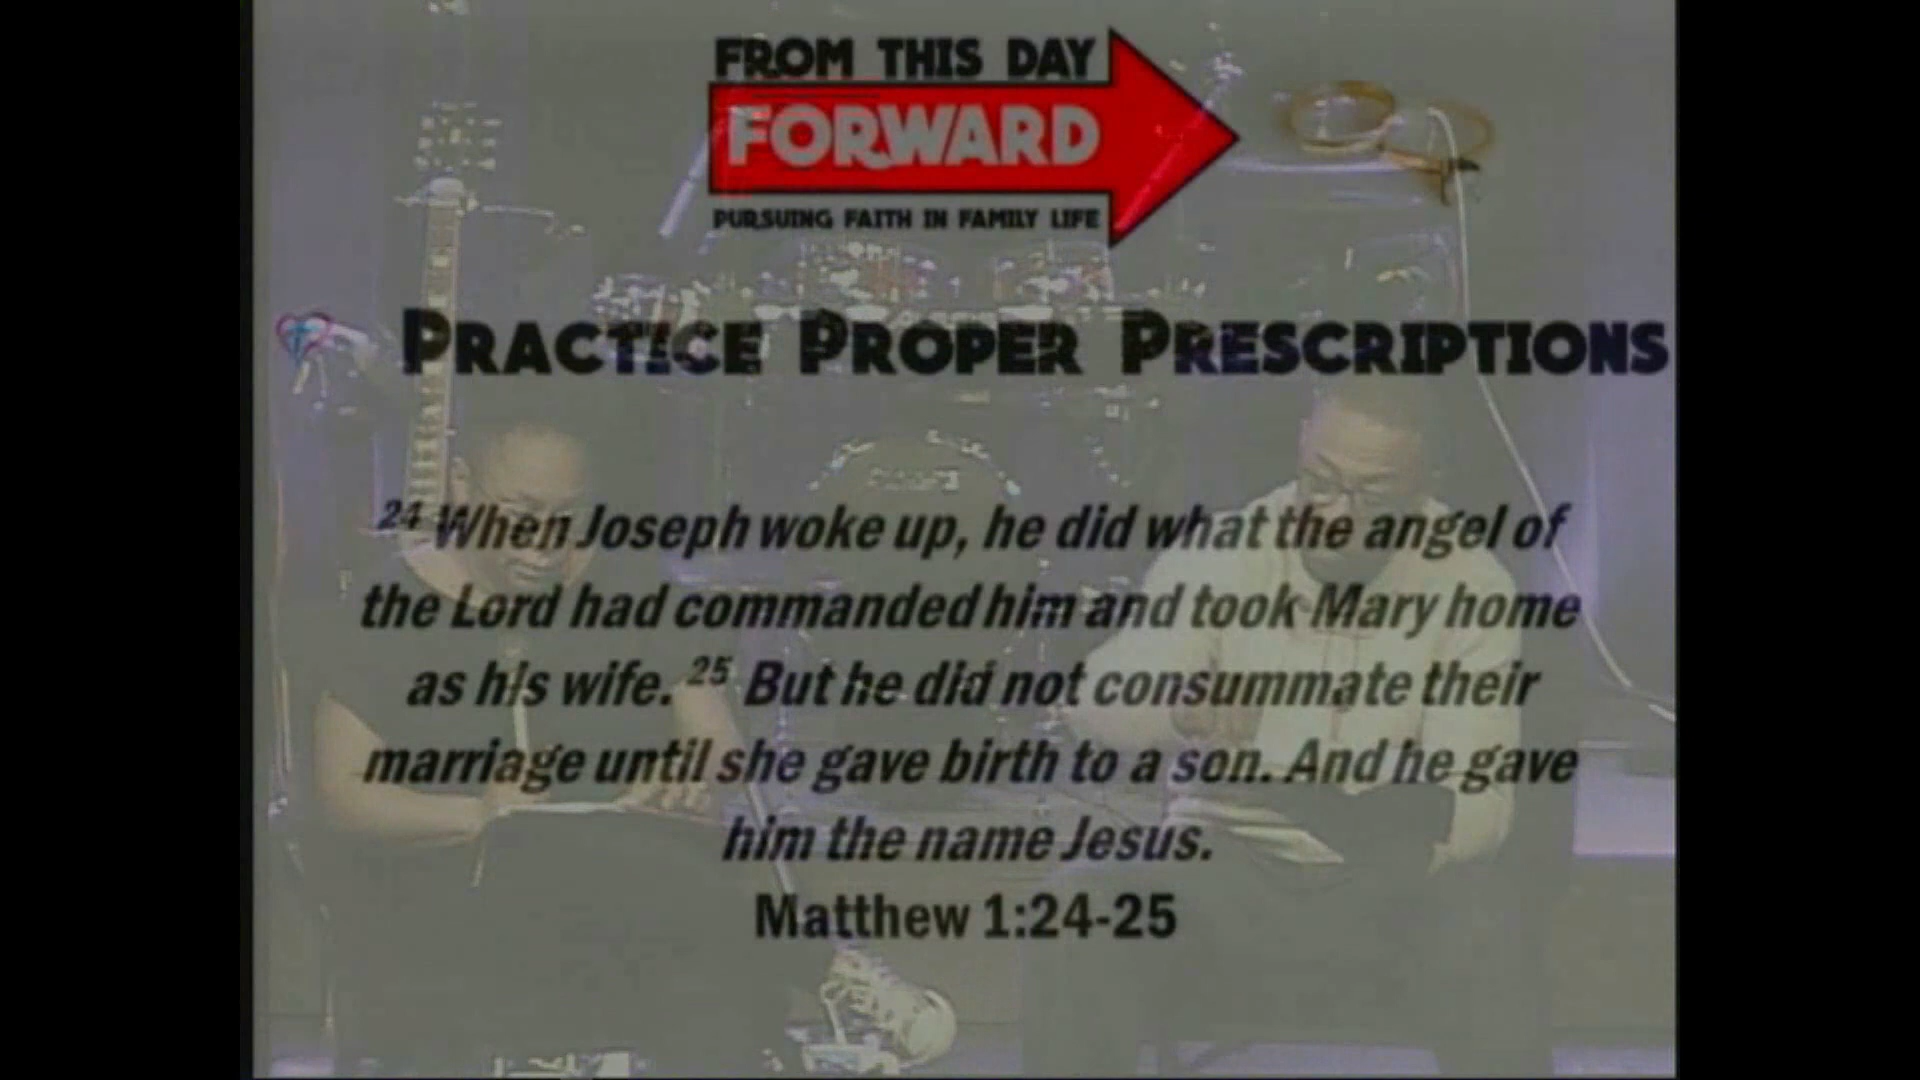 FROM THIS DAY
FORWARD
PURSUING FAITH IN FAMILY LIFE
PRACTICE PROPER PRESCRIPTIONS
24 When Joseph woke up, he did what the angel of
the Lord had commanded him and took Mary home
as his wife. 25 But he did not consummate their
marriage until she gave birth to a son. And he gave
him the name Jesus.
Matthew 1:24-25